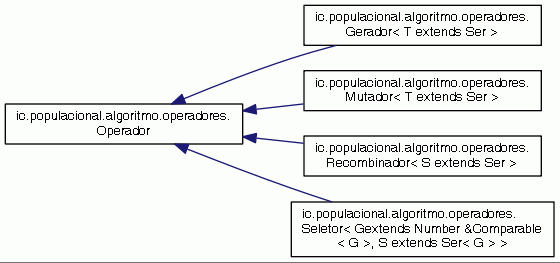 ic.populacional.algoritmo.operadores.
Gerador< T extends Ser >
ic.populacional.algoritmo.operadores.
Mutador< T extends Ser >
ic.populacional.algoritmo.operadores.
Operador
ic.populacional.algoritmo.operadores.
Recombinador< S extends Ser >
ic.populacional.algoritmo.operadores.
Seletor< Gextends Number &Comparable
< G >, S extends Ser< G > >